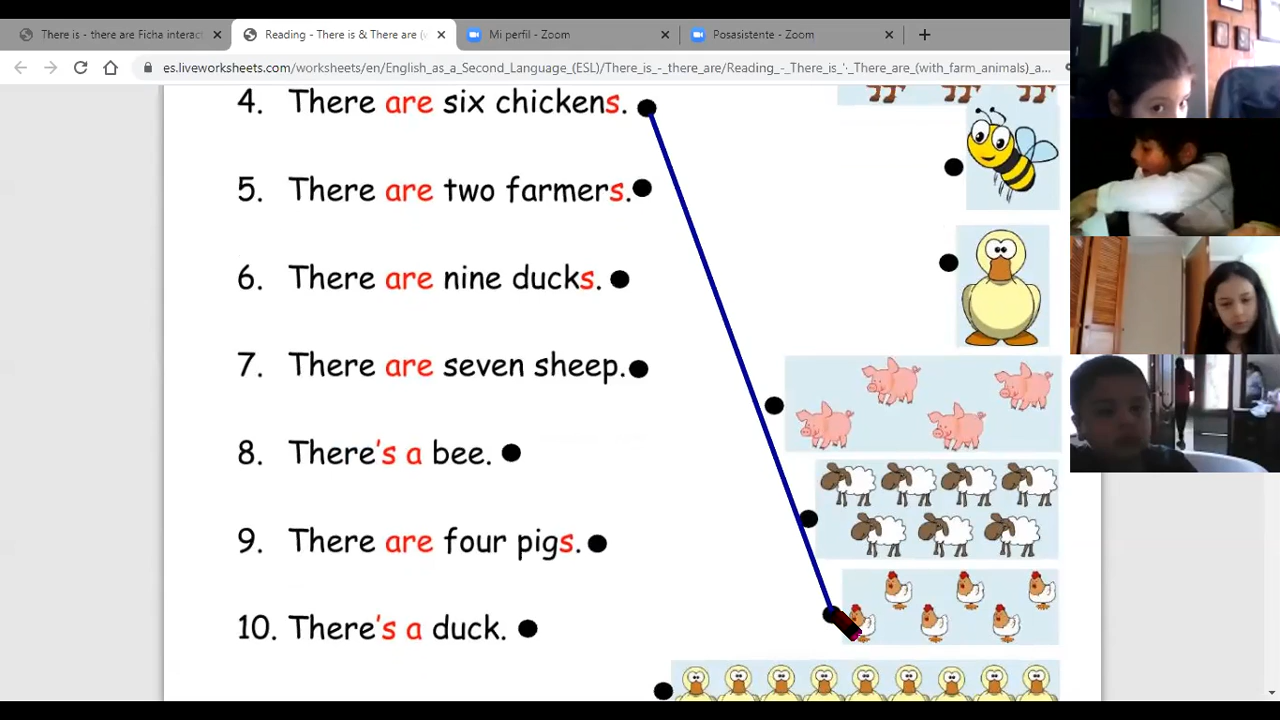 There is - there are Ficha interac
Reading - There is & There are (w
Mi perfil - Zoom
Posasistente - Zoom
es.liveworksheets.com/worksheets/en/English_as_a_Second_Language_(ESL)/There_is_-_there_are/Reading_-_There_is_'-_There_are_(with_farm_animals)_a...
4. There are six chickens.
5. There are two farmers.
6. There are nine ducks.
7. There are seven sheep.
8. There's a bee.
9. There are four pigs.
10. There's a duck.